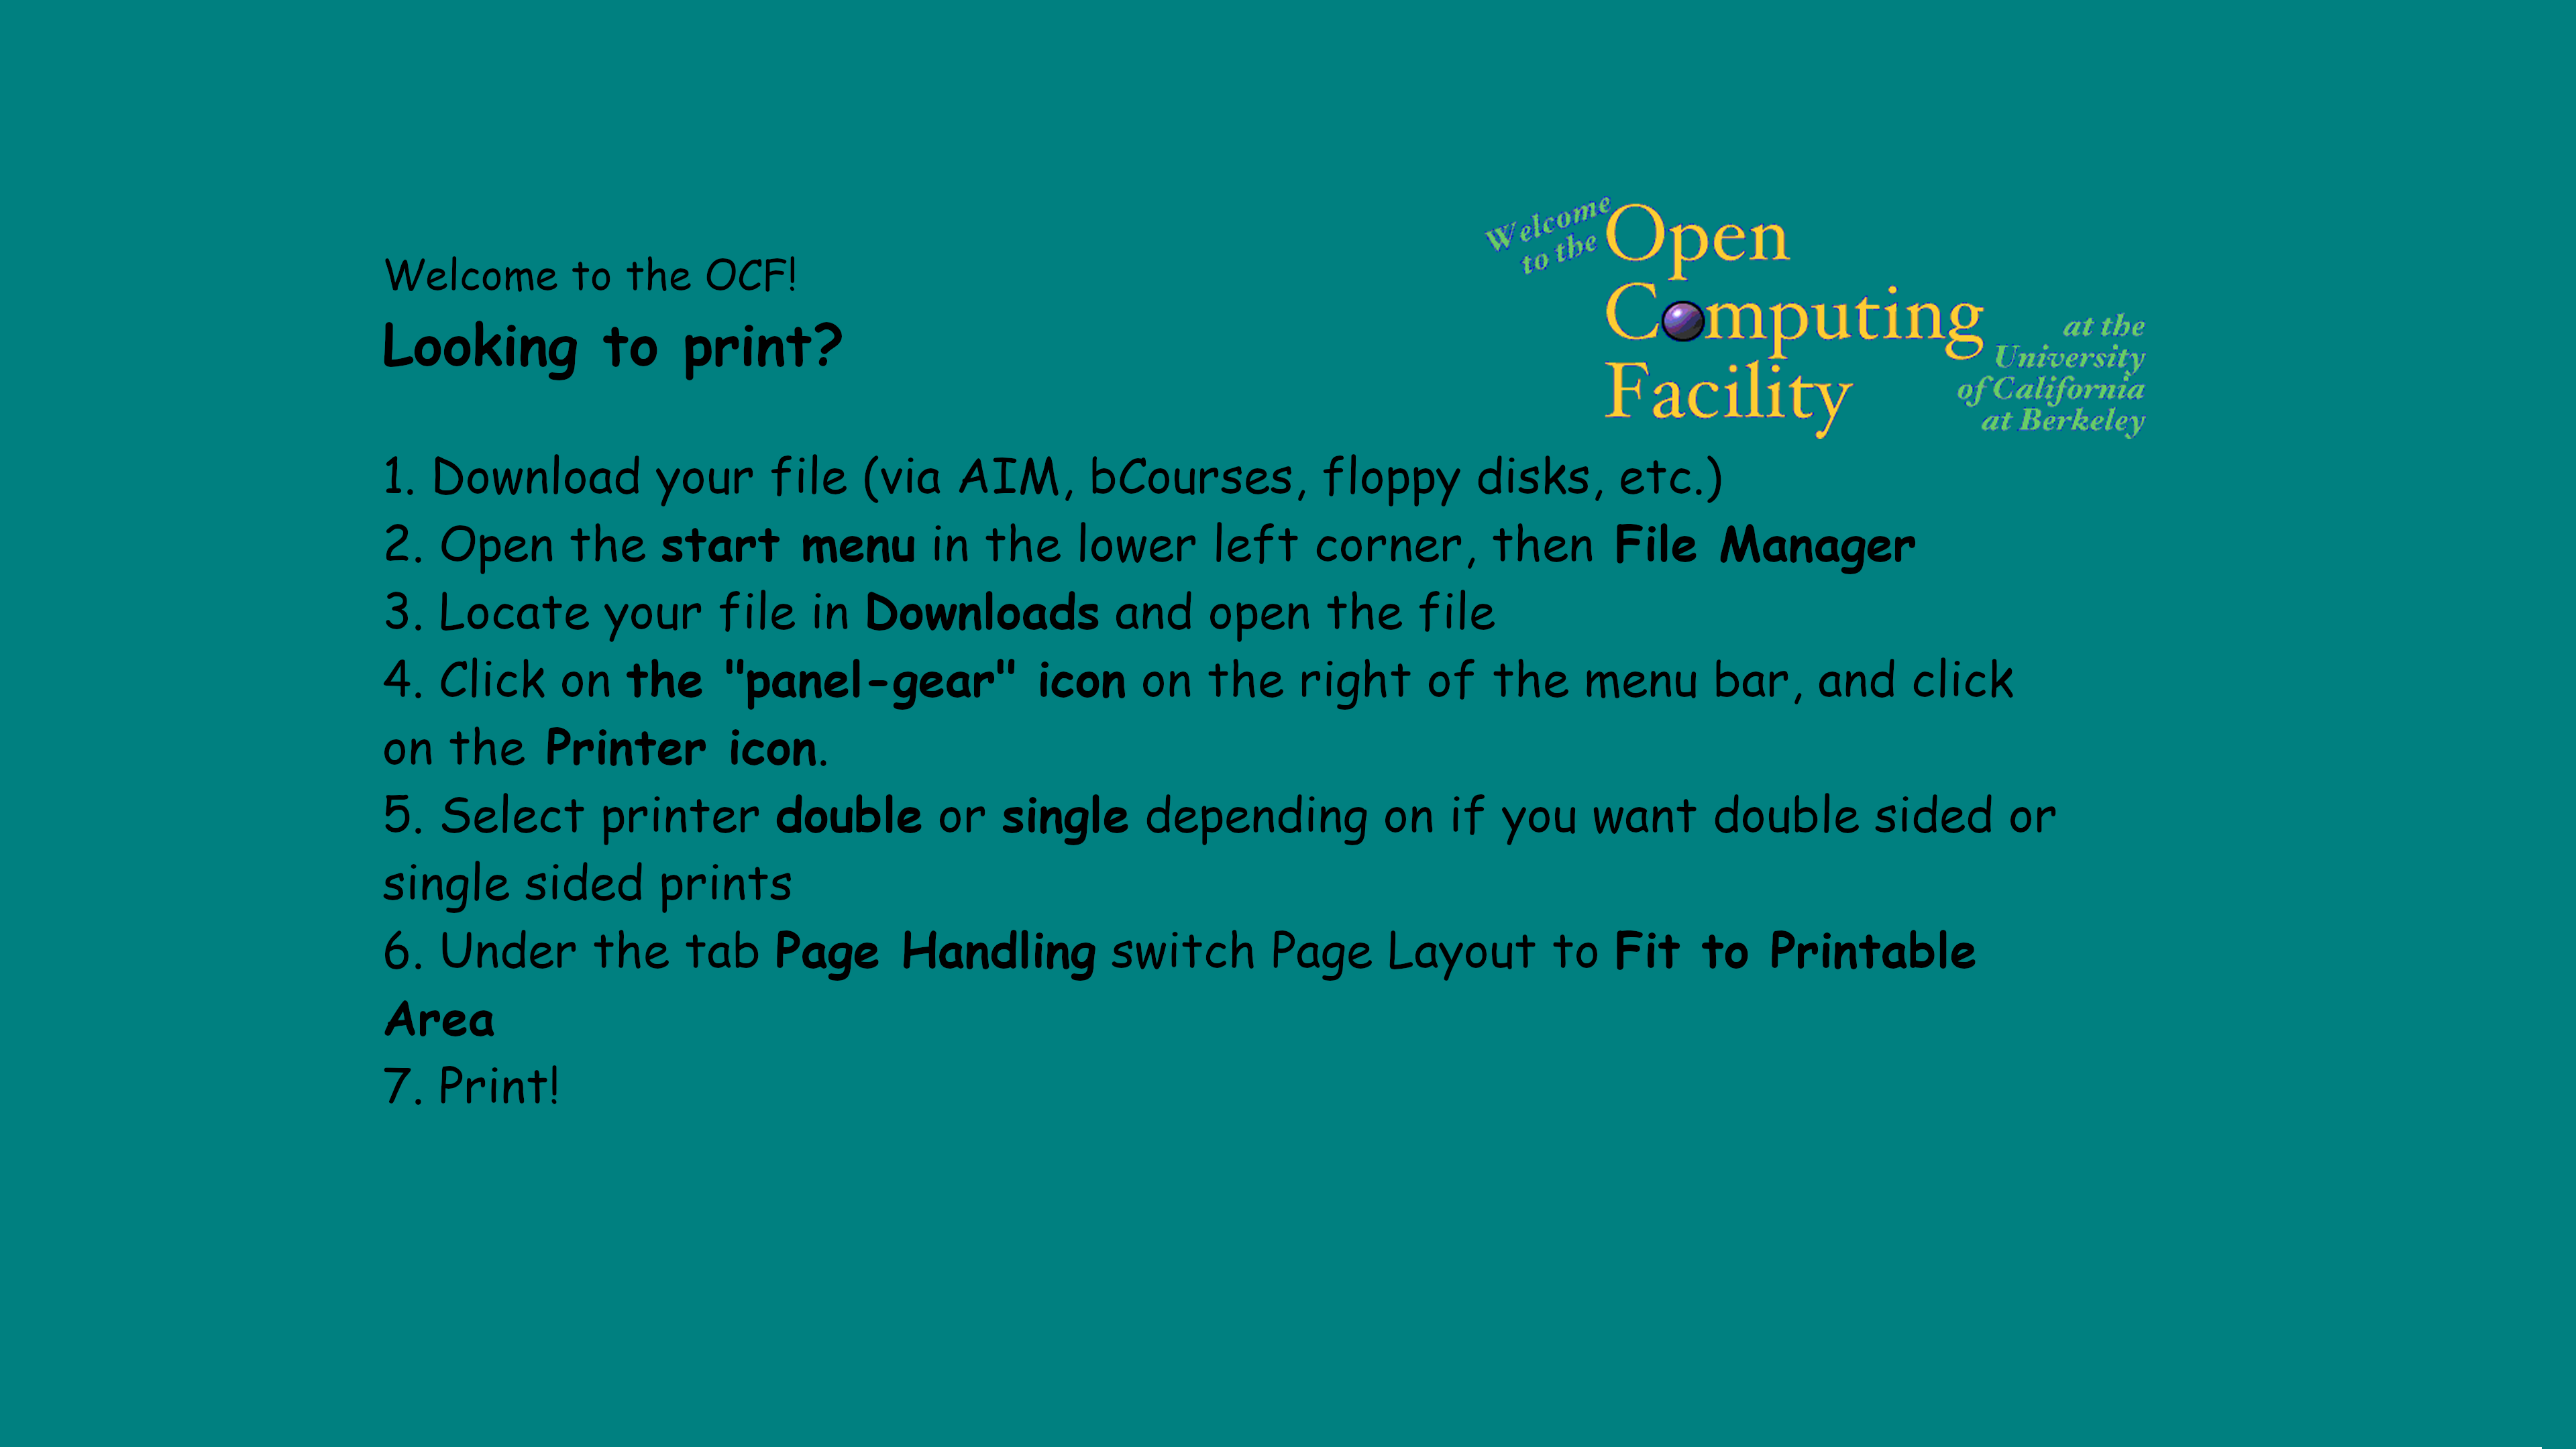 Welcome to the Open
Computing
Facility
at the
University
of California
at Berkeley
Welcome to the OCF!
Looking to print?
1. Download your file (via AIM, bCourses, floppy disks, etc.)
2. Open the start menu in the lower left corner, then File Manager
3. Locate your file in Downloads and open the file
4. Click on the "panel-gear" icon on the right of the menu bar, and click
on the Printer icon.
5. Select printer double or single depending on if you want double sided or
single sided prints
6. Under the tab Page Handling switch Page Layout to Fit to Printable
Area
7. Print!